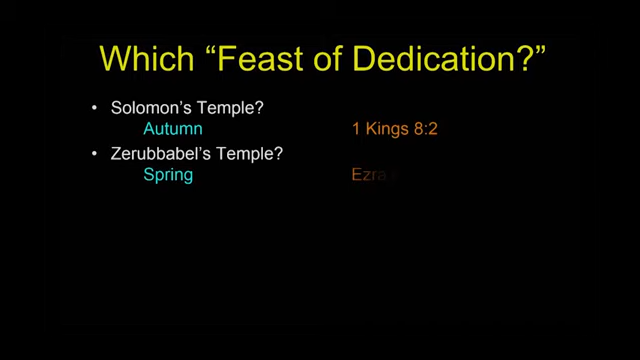 Which “Feast of Dedication?”
• Solomon’s Temple?
Autumn 1 Kings 8:2
• Zerubbabel’s Temple?
Spring Ezra